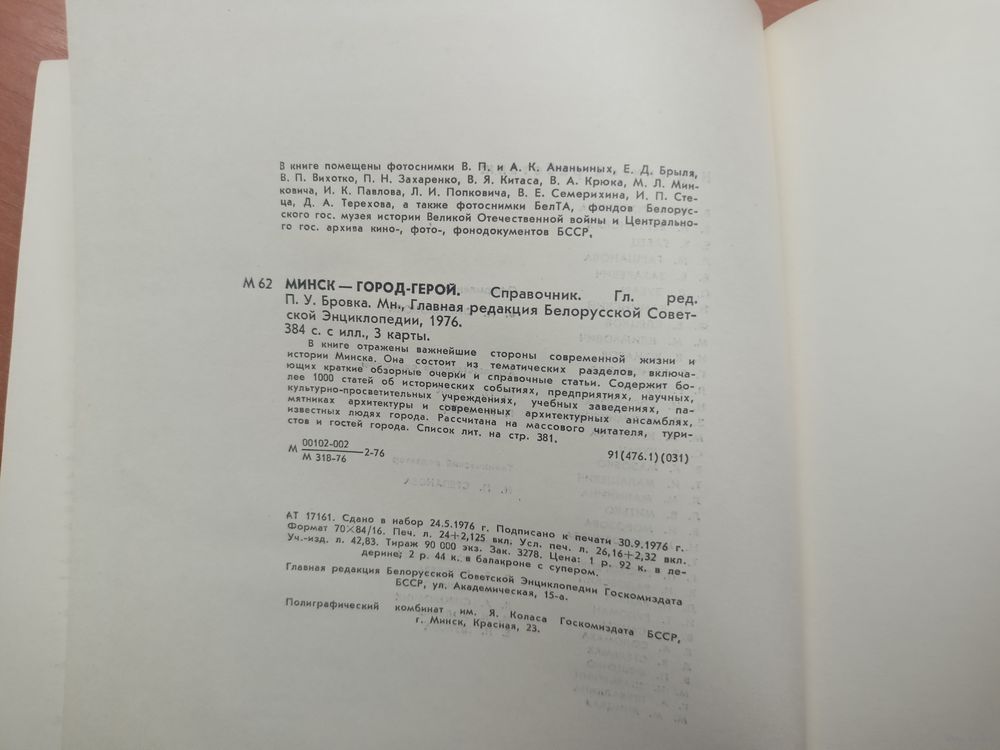 В книге помещены фотоснимки В. П. и А. К. Ананьиных, Е. Д. Брыля,
В. П. Вихотко, П. Н. Захаренко, В. Я. Китаса, В. А. Крюка, М. Л. Мин-
ковича, И. К. Павлова, Л. И. Попковича, В. Е. Семерихина, И. П. Сте-
ца, Д. А. Терехова, а также фотоснимки БелТА, фондов Белорус-
ского гос. музея истории Великой Отечественной войны и Центрально-
го гос. архива кино-, фото-, фонодокументов БССР.
М 62 МИНСК — ГОРОД-ГЕРОЙ. Справочник. Гл. ред.
П. У. Бровка. Мн., Главная редакция Белорусской Совет-
ской Энциклопедии, 1976.
384 с. с илл., 3 карты.
В книге отражены важнейшие стороны современной жизни и
истории Минска. Она состоит из тематических разделов, включа-
ющих краткие обзорные очерки и справочные статьи. Содержит бо-
лее 1000 статей об исторических событиях, предприятиях, научных,
культурно-просветительных учреждениях, учебных заведениях, па-
мятниках архитектуры и современных архитектурных ансамблях,
известных людях города. Рассчитана на массового читателя, тури-
стов и гостей города. Список лит. на стр. 381.
М 00102-002 / М 318-76 2-76 91(476.1)(031)
АТ 17161. Сдано в набор 24.5.1976 г. Подписано к печати 30.9.1976 г.
Формат 70×84/16. Печ. л. 24+2,125 вкл. Усл. печ. л. 26,16+2,32 вкл.
Уч.-изд. л. 42,83. Тираж 90 000 экз. Зак. 3278. Цена: 1 р. 92 к. в ле-
дерине; 2 р. 44 к. в балакроне с супером.
Главная редакция Белорусской Советской Энциклопедии Госкомиздата
БССР, ул. Академическая, 15-а.
Полиграфический комбинат им. Я. Коласа Госкомиздата БССР,
г. Минск, Красная, 23.